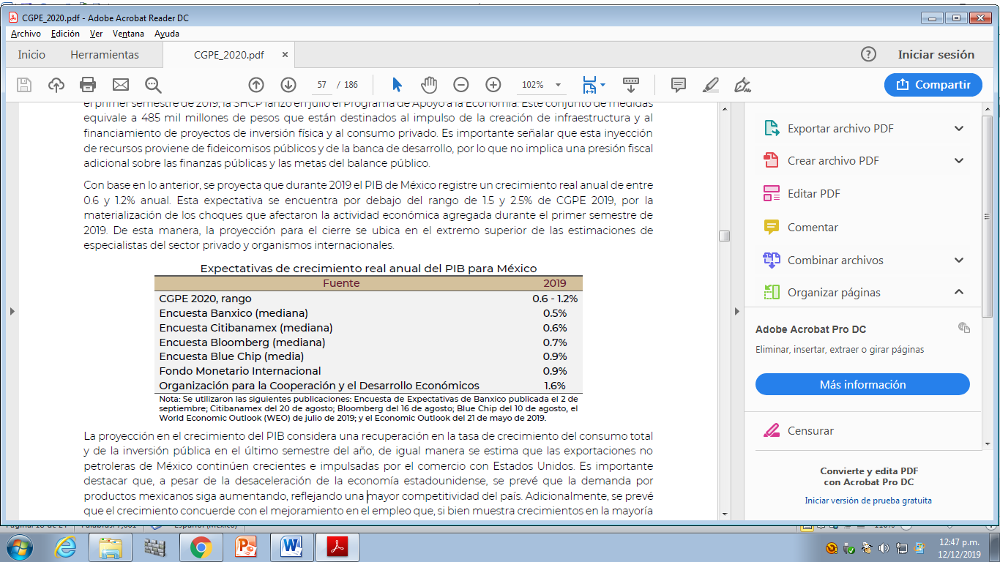 CGPE_2020.pdf - Adobe Acrobat Reader DC
Archivo Edición Ver Ventana Ayuda
Inicio Herramientas CGPE_2020.pdf × Iniciar sesión
57 / 186 102% Compartir
el primer semestre de 2019, la SHCP lanzó en julio el Programa de Apoyo a la Economía. Este conjunto de medidas
equivale a 485 mil millones de pesos que están destinados al impulso de la creación de infraestructura y al
financiamiento de proyectos de inversión física y al consumo privado. Es importante señalar que esta inyección
de recursos proviene de fideicomisos públicos y de la banca de desarrollo, por lo que no implica una presión fiscal
adicional sobre las finanzas públicas y las metas del balance público.
Con base en lo anterior, se proyecta que durante 2019 el PIB de México registre un crecimiento real anual de entre
0.6 y 1.2% anual. Esta expectativa se encuentra por debajo del rango de 1.5 y 2.5% de CGPE 2019, por la
materialización de los choques que afectaron la actividad económica agregada durante el primer semestre de
2019. De esta manera, la proyección para el cierre se ubica en el extremo superior de las estimaciones de
especialistas del sector privado y organismos internacionales.
Expectativas de crecimiento real anual del PIB para México
Fuente 2019
CGPE 2020, rango 0.6 - 1.2%
Encuesta Banxico (mediana) 0.5%
Encuesta Citibanamex (mediana) 0.6%
Encuesta Bloomberg (mediana) 0.7%
Encuesta Blue Chip (media) 0.9%
Fondo Monetario Internacional 0.9%
Organización para la Cooperación y el Desarrollo Económicos 1.6%
Nota: Se utilizaron las siguientes publicaciones: Encuesta de Expectativas de Banxico publicada el 2 de
septiembre; Citibanamex del 20 de agosto; Bloomberg del 16 de agosto; Blue Chip del 10 de agosto, el
World Economic Outlook (WEO) de julio de 2019; y el Economic Outlook del 21 de mayo de 2019.
La proyección en el crecimiento del PIB considera una recuperación en la tasa de crecimiento del consumo total
y de la inversión pública en el último semestre del año, de igual manera se estima que las exportaciones no
petroleras de México continúen crecientes e impulsadas por el comercio con Estados Unidos. Es importante
destacar que, a pesar de la desaceleración de la economía estadounidense, se prevé que la demanda por
productos mexicanos siga aumentando, reflejando una mayor competitividad del país. Adicionalmente, se prevé
que el crecimiento concuerde con el mejoramiento en el empleo que, si bien muestra crecimientos en la mayoría
Exportar archivo PDF
Crear archivo PDF
Editar PDF
Comentar
Combinar archivos
Organizar páginas
Adobe Acrobat Pro DC
Eliminar, insertar, extraer o girar páginas
Más información
Censurar
Convierte y edita PDF
con Acrobat Pro DC
Iniciar versión de prueba gratuita
12:47 p.m.
12/12/2019